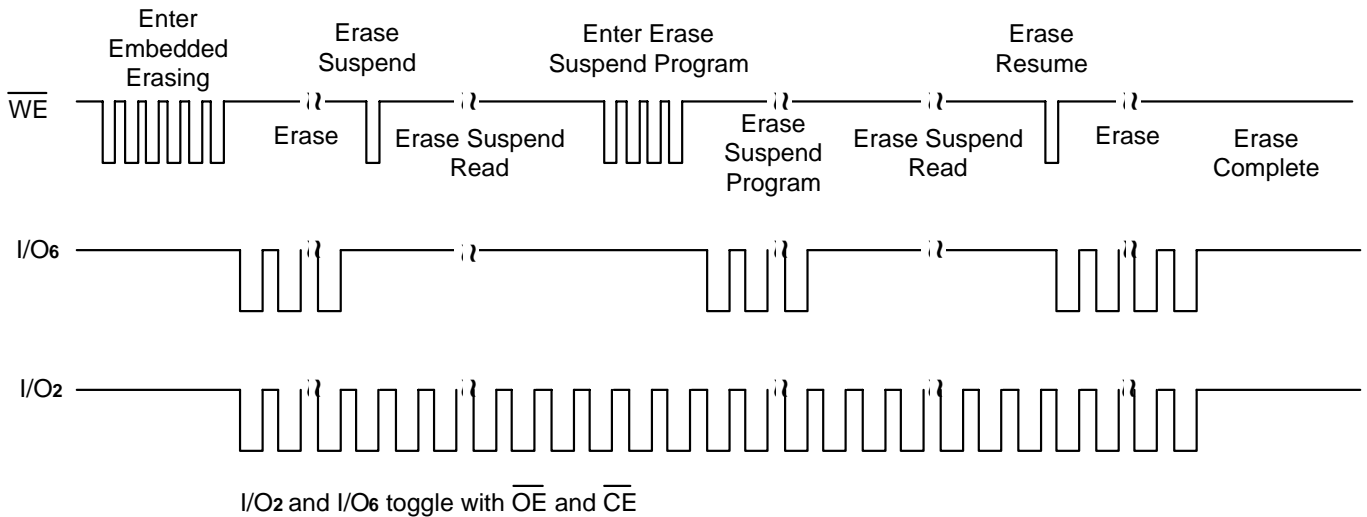 Enter
Embedded
Erasing
Erase
Suspend
Enter Erase
Suspend Program
Erase
Resume
WE
Erase
Erase Suspend
Read
Erase
Suspend
Program
Erase Suspend
Read
Erase
Erase
Complete
I/O6
I/O2
I/O2 and I/O6 toggle with OE and CE